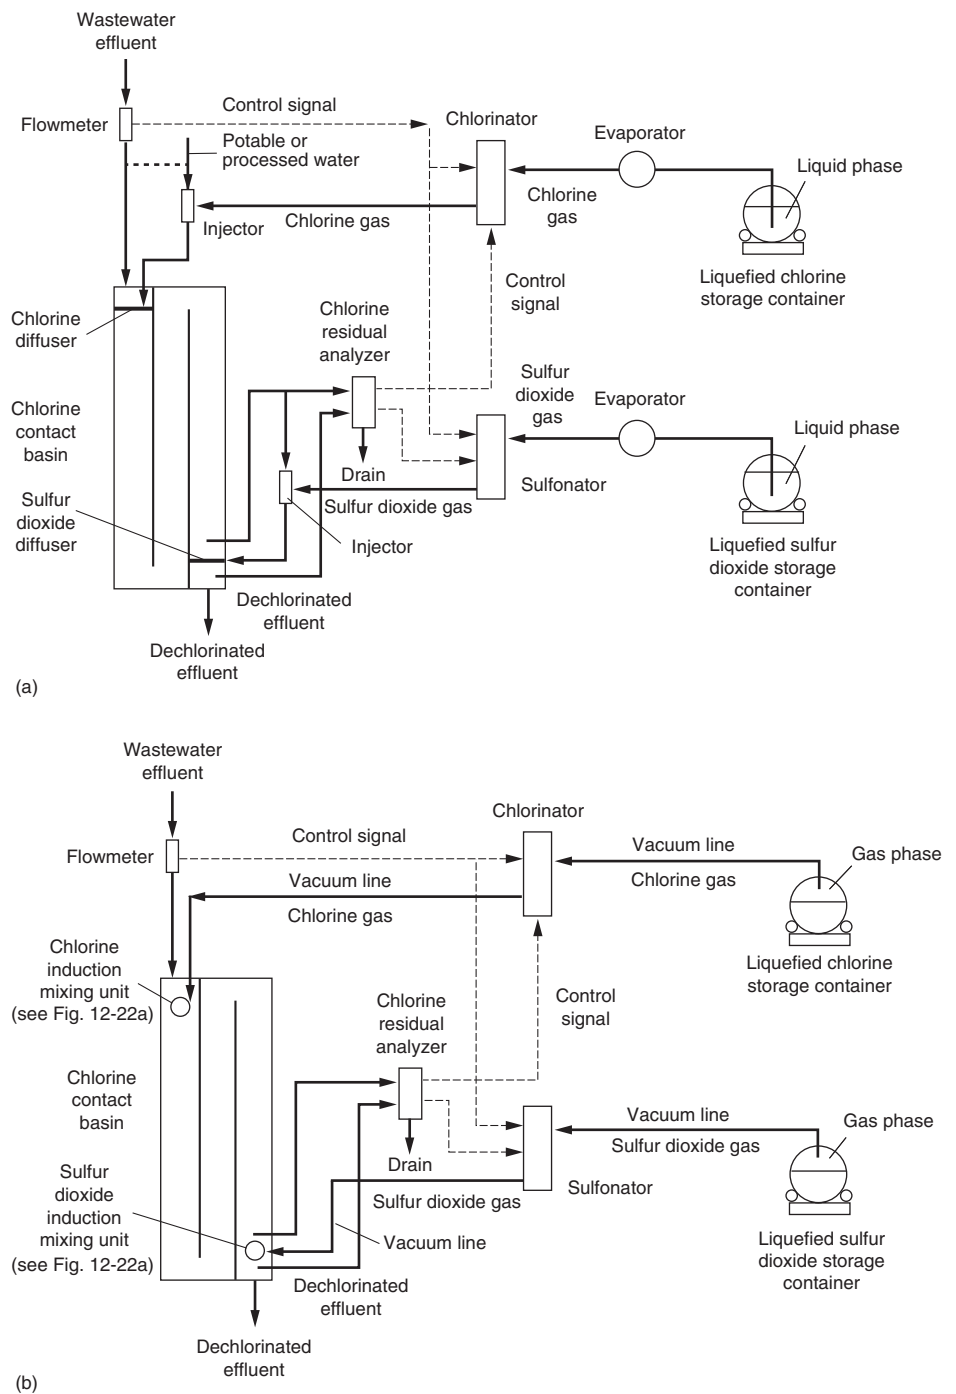 (a)
Wastewater
effluent
Flowmeter
Control signal
Potable or
processed water
Chlorinator
Evaporator
Liquid phase
Chlorine
gas
Chlorine gas
Injector
Liquefied chlorine
storage container
Control
signal
Chlorine
diffuser
Chlorine
residual
analyzer
Sulfur
dioxide
gas
Evaporator
Liquid phase
Chlorine
contact
basin
Drain
Sulfonator
Sulfur dioxide gas
Sulfur
dioxide
diffuser
Injector
Liquefied sulfur
dioxide storage
container
Dechlorinated
effluent
Dechlorinated
effluent
Wastewater
effluent
Chlorinator
Flowmeter
Control signal
Vacuum line
Chlorine gas
Gas phase
Vacuum line
Chlorine gas
Chlorine
induction
mixing unit
(see Fig. 12-22a)
Liquefied chlorine
storage container
Chlorine
residual
analyzer
Control
signal
Chlorine
contact
basin
Vacuum line
Sulfur dioxide gas
Gas phase
Drain
Sulfonator
Sulfur dioxide gas
Sulfur
dioxide
induction
mixing unit
(see Fig. 12-22a)
Vacuum line
Liquefied sulfur
dioxide storage
container
Dechlorinated
effluent
Dechlorinated
effluent
(b)